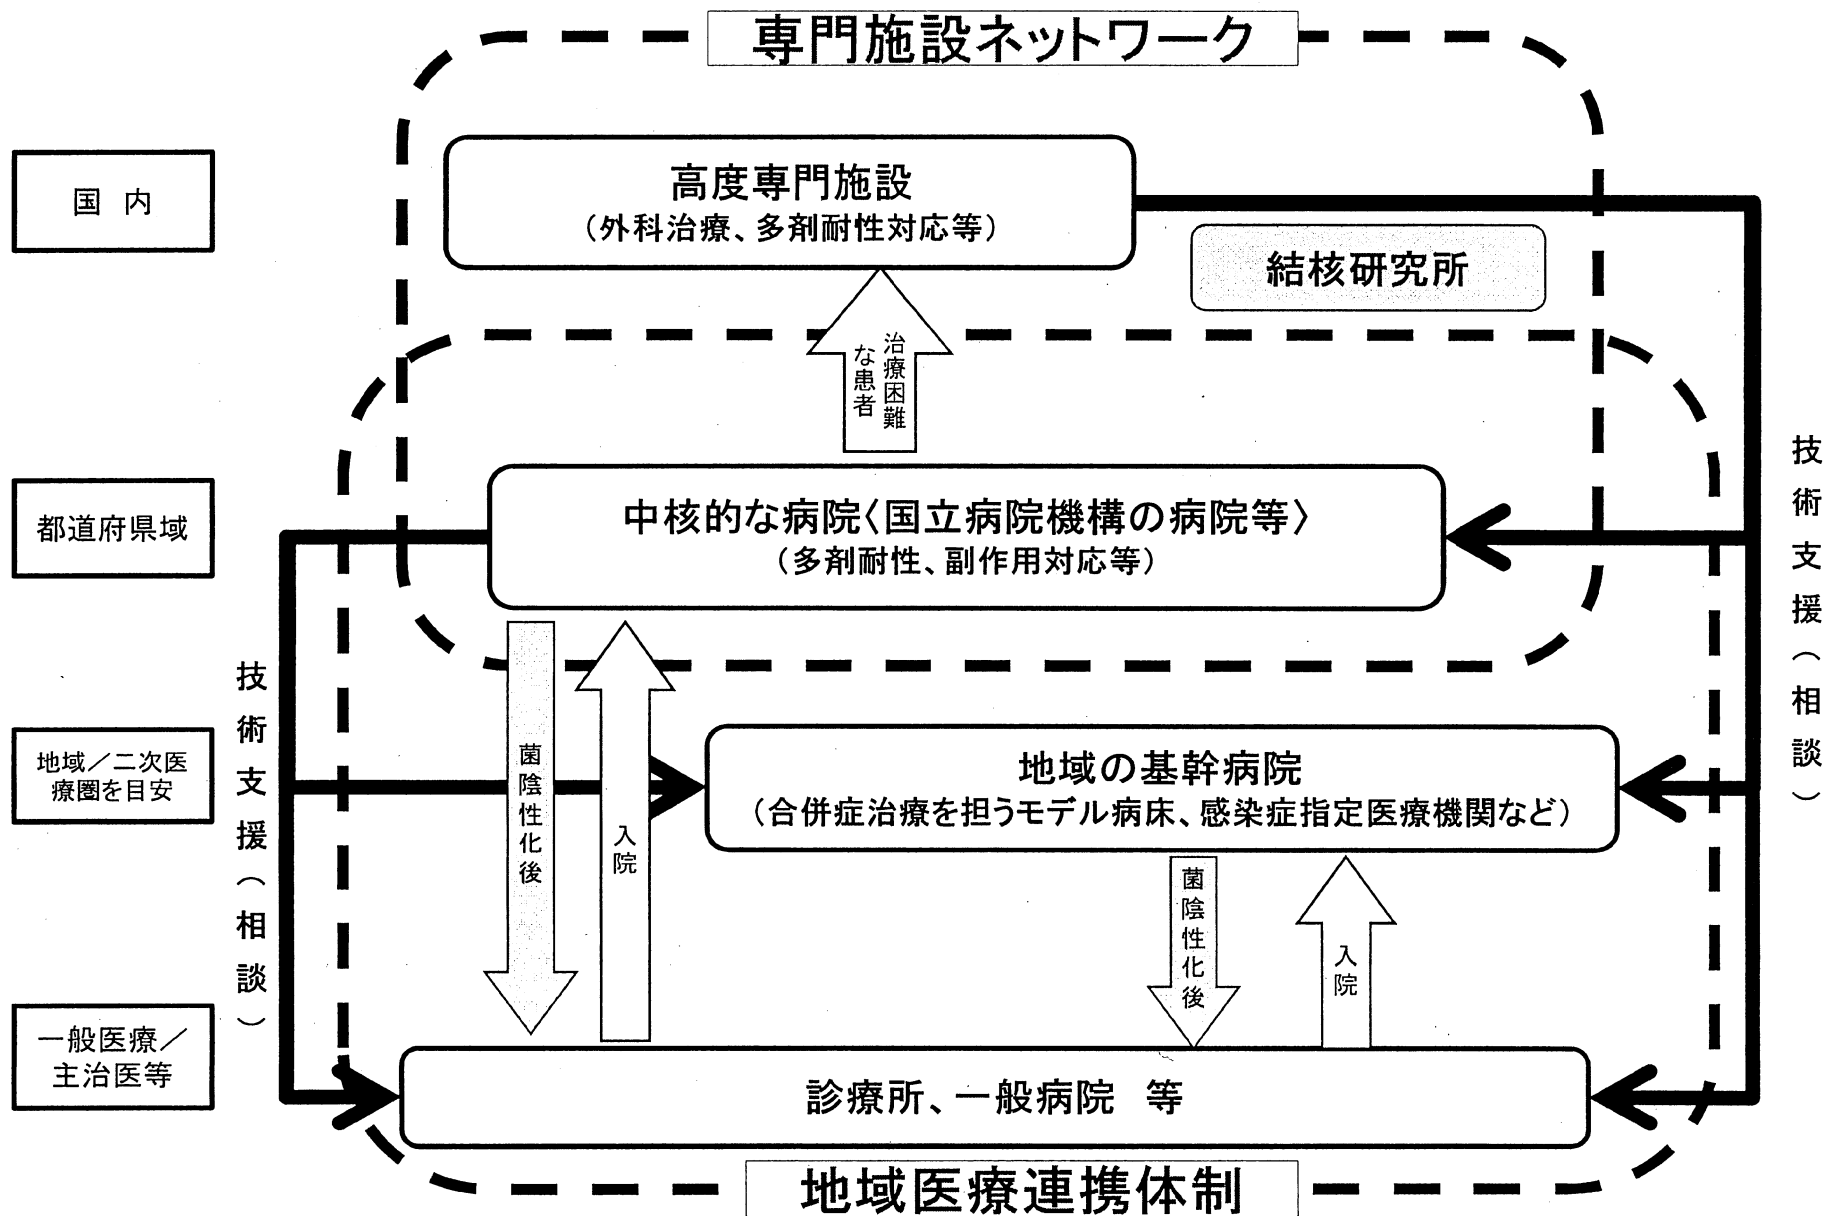 専門施設ネットワーク
国内
高度専門施設
（外科治療、多剤耐性対応等）
結核研究所
治療困難
な患者
都道府県域
中核的な病院〈国立病院機構の病院等〉
（多剤耐性、副作用対応等）
技術支援（相談）
技術支援（相談）
地域／二次医
療圏を目安
菌陰性化後
入院
地域の基幹病院
（合併症治療を担うモデル病床、感染症指定医療機関など）
菌陰性化後
入院
一般医療／
主治医等
診療所、一般病院　等
地域医療連携体制